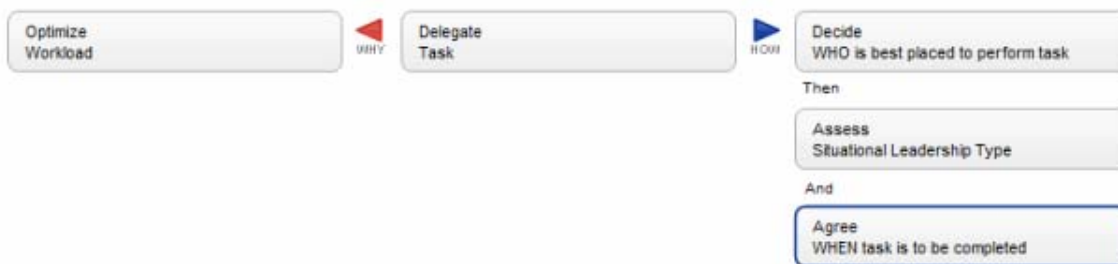 Optimize
Workload
WHY
Delegate
Task
HOW
Decide
WHO is best placed to perform task
Then
Assess
Situational Leadership Type
And
Agree
WHEN task is to be completed